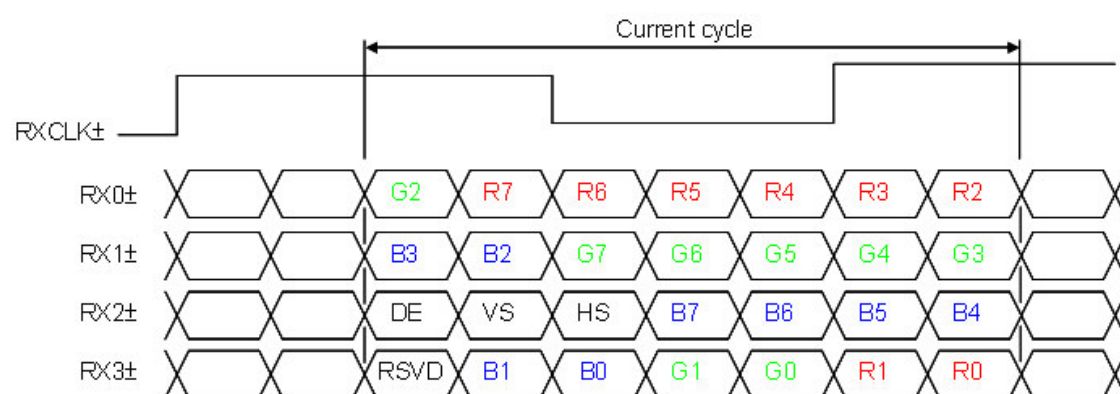 Current cycle
RXCLK±
RX0± G2 R7 R6 R5 R4 R3 R2
RX1± B3 B2 G7 G6 G5 G4 G3
RX2± DE VS HS B7 B6 B5 B4
RX3± RSVD B1 B0 G1 G0 R1 R0